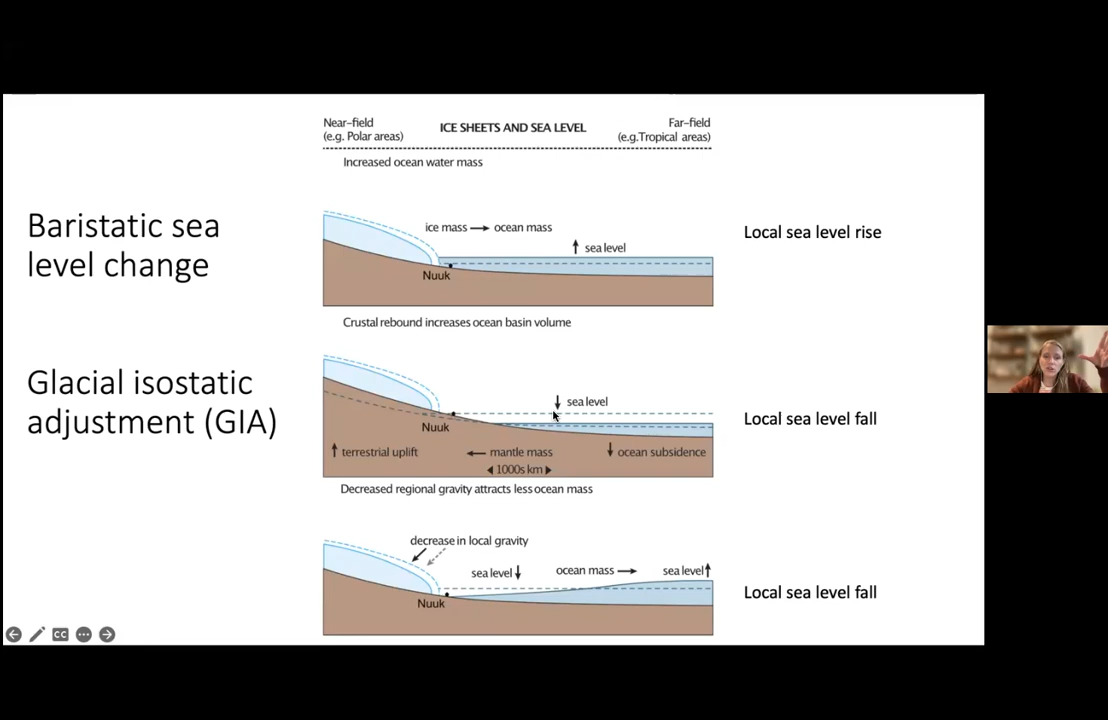 Near-field
(e.g. Polar areas)
ICE SHEETS AND SEA LEVEL
Far-field
(e.g.Tropical areas)
Increased ocean water mass
Baristatic sea
level change
ice mass → ocean mass
↑ sea level
Nuuk
Local sea level rise
Crustal rebound increases ocean basin volume
Glacial isostatic
adjustment (GIA)
↓ sea level
Nuuk
↑ terrestrial uplift
← mantle mass
1000s km
↓ ocean subsidence
Local sea level fall
Decreased regional gravity attracts less ocean mass
decrease in local gravity
sea level ↓
ocean mass →
sea level ↑
Nuuk
Local sea level fall
CC